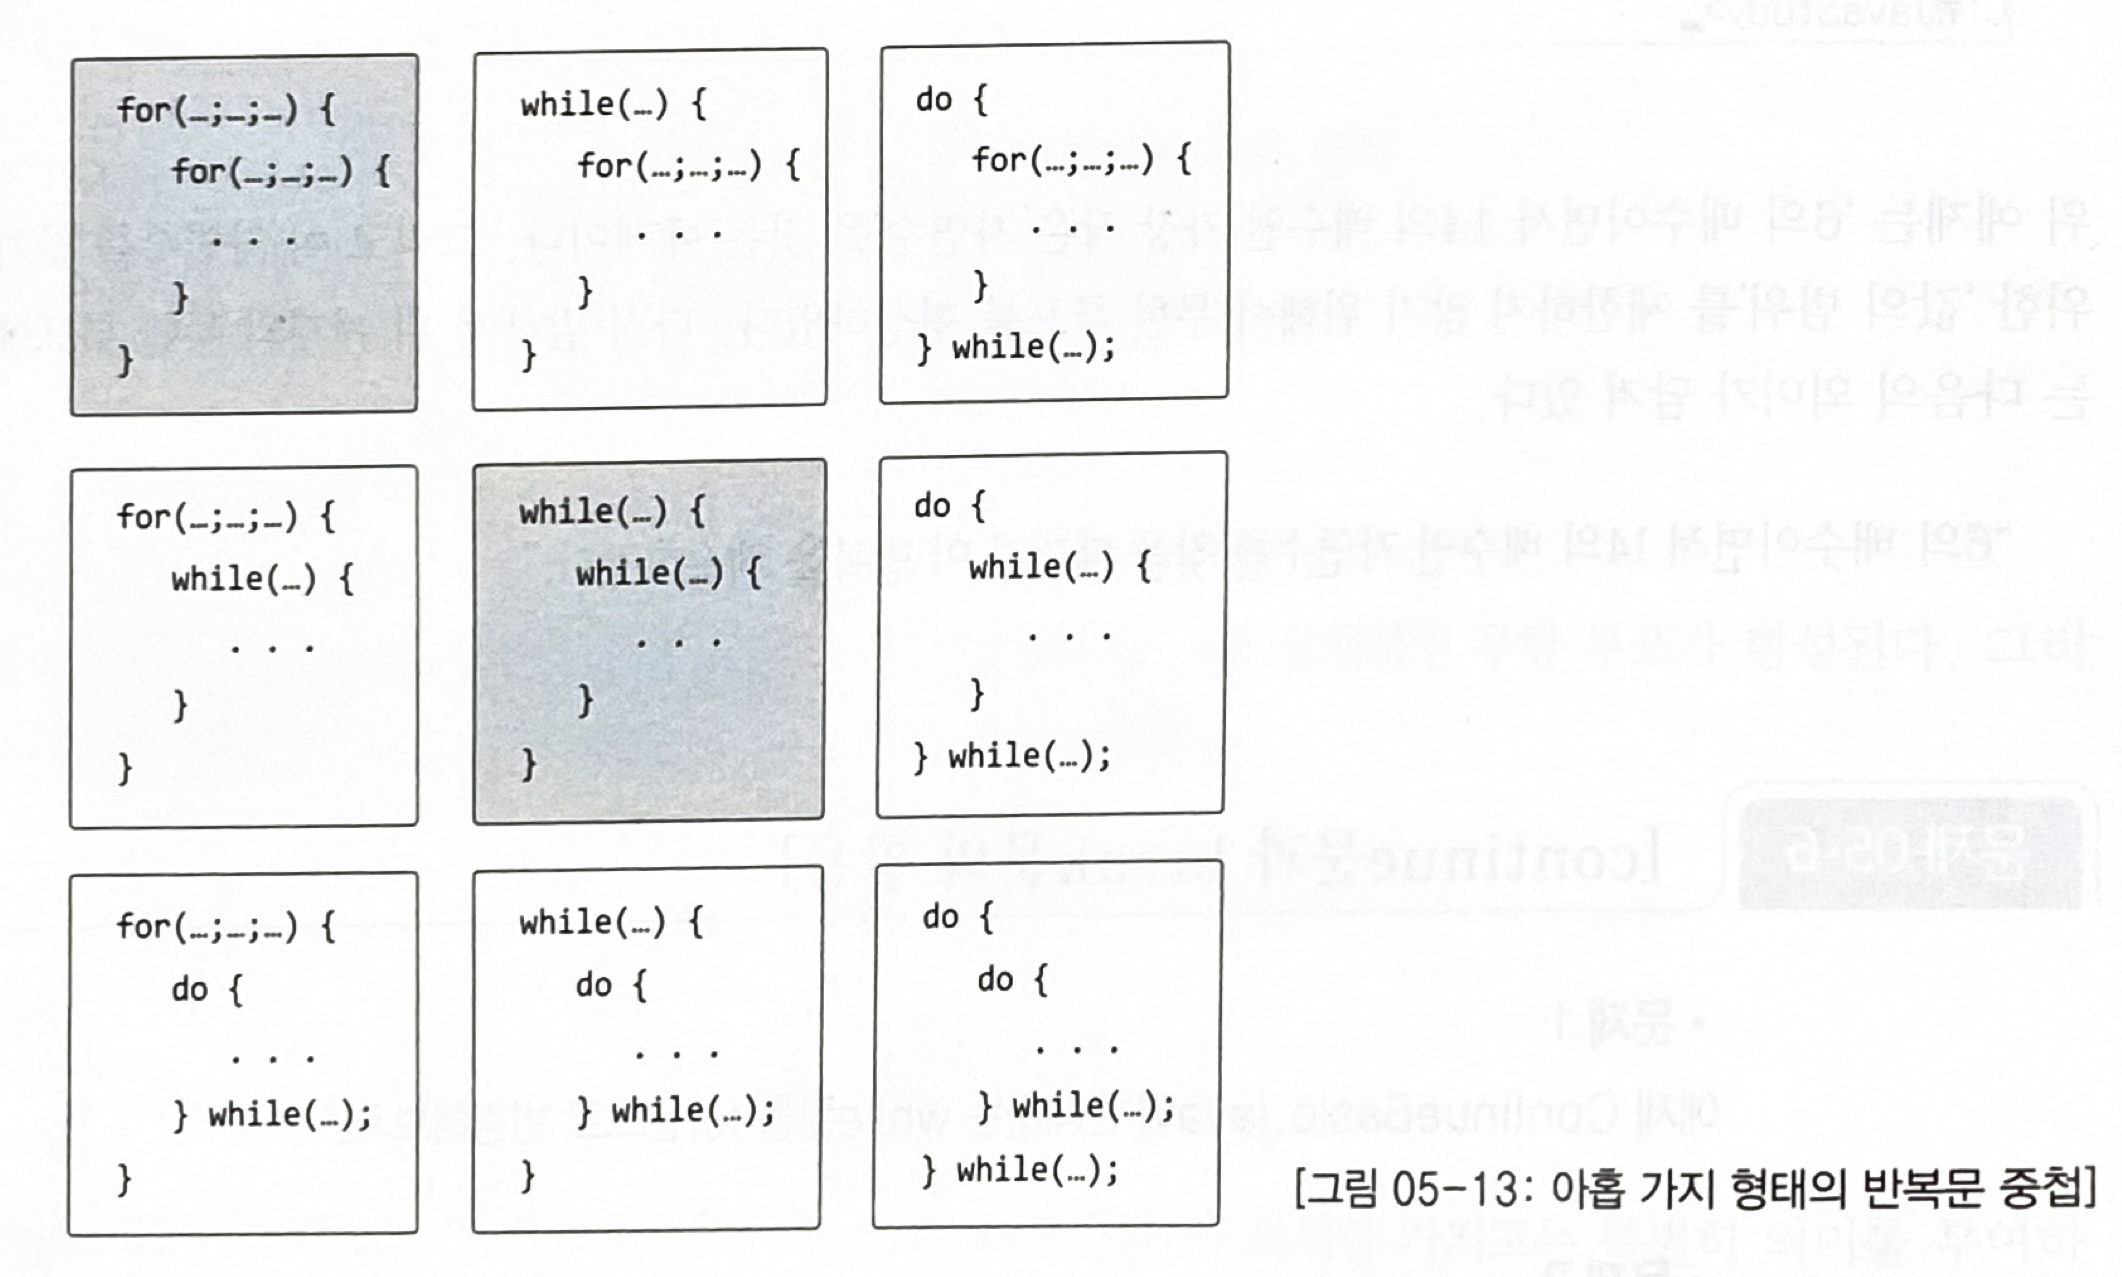 for(…;…;…) {
for(…;…;…) {
. . .
}
}
while(…) {
for(…;…;…) {
. . .
}
}
do {
for(…;…;…) {
. . .
}
} while(…);
for(…;…;…) {
while(…) {
. . .
}
}
while(…) {
while(…) {
. . .
}
}
do {
while(…) {
. . .
}
} while(…);
for(…;…;…) {
do {
. . .
} while(…);
}
while(…) {
do {
. . .
} while(…);
}
do {
do {
. . .
} while(…);
} while(…);
[그림 05-13: 아홉 가지 형태의 반복문 중첩]